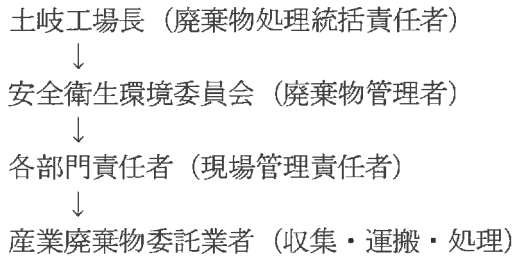 土岐工場長（廃棄物処理統括責任者）
↓
安全衛生環境委員会（廃棄物管理者）
↓
各部門責任者（現場管理責任者）
↓
産業廃棄物委託業者（収集・運搬・処理）